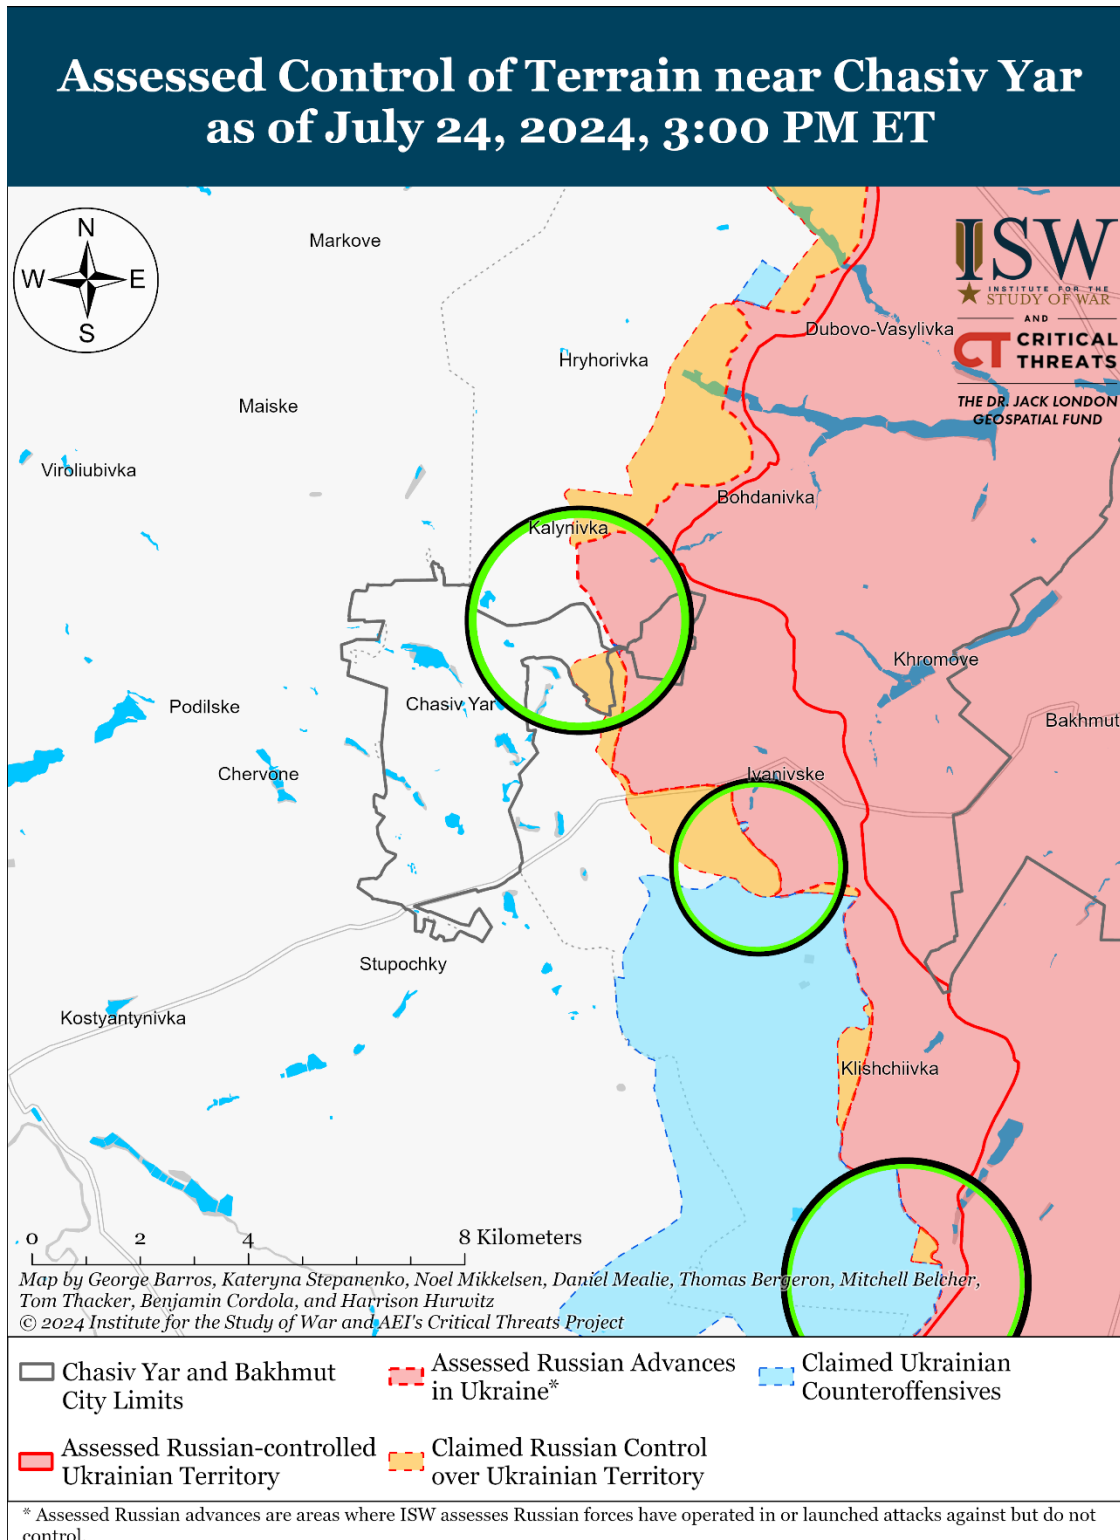 Assessed Control of Terrain near Chasiv Yar
as of July 24, 2024, 3:00 PM ET
N
W E
S
Markove
ISW
INSTITUTE FOR THE
STUDY OF WAR
AND
CT CRITICAL
THREATS
THE DR. JACK LONDON
GEOSPATIAL FUND
Dubovo-Vasylivka
Hryhorivka
Maiske
Viroliubivka
Bohdanivka
Kalynivka
Khromove
Chasiv Yar
Podilske
Bakhmut
Chervone
Ivanivske
Stupochky
Kostyantynivka
Klishchiivka
0 2 4 8 Kilometers
Map by George Barros, Kateryna Stepanenko, Noel Mikkelsen, Daniel Mealie, Thomas Bergeron, Mitchell Belcher,
Tom Thacker, Benjamin Cordola, and Harrison Hurwitz
© 2024 Institute for the Study of War and AEI's Critical Threats Project
Chasiv Yar and Bakhmut
City Limits
Assessed Russian Advances
in Ukraine*
Claimed Ukrainian
Counteroffensives
Assessed Russian-controlled
Ukrainian Territory
Claimed Russian Control
over Ukrainian Territory
* Assessed Russian advances are areas where ISW assesses Russian forces have operated in or launched attacks against but do not
control